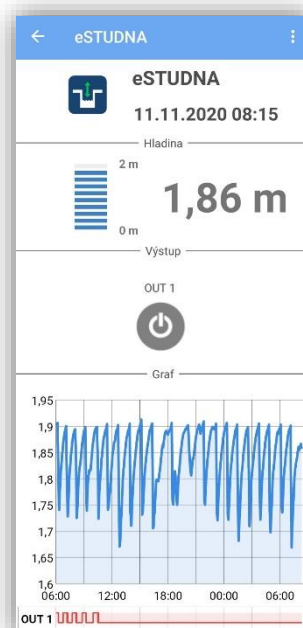 eSTUDNA
eSTUDNA
11.11.2020 08:15
Hladina
2 m
1,86 m
0 m
Výstup
OUT 1
Graf
1,95
1,9
1,85
1,8
1,75
1,7
1,65
1,6
06:00 12:00 18:00 00:00 06:00
OUT 1